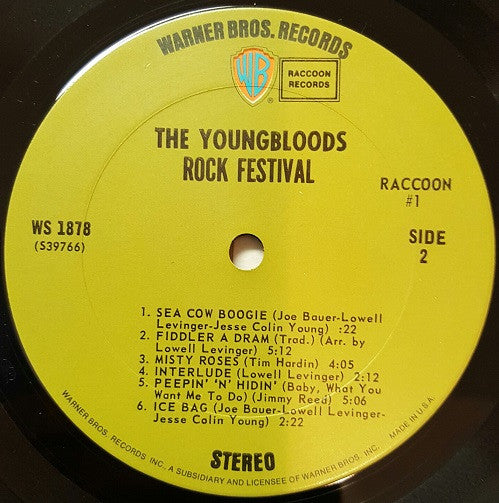 WARNER BROS. RECORDS
WB
®
RACCOON
RECORDS
THE YOUNGBLOODS
ROCK FESTIVAL
RACCOON
#1
WS 1878
(S39766)
SIDE
2
1. SEA COW BOOGIE (Joe Bauer-Lowell
Levinger-Jesse Colin Young) :22
2. FIDDLER A DRAM (Trad.) (Arr. by
Lowell Levinger) 5:12
3. MISTY ROSES (Tim Hardin) 4:05
4. INTERLUDE (Lowell Levinger) 2:12
5. PEEPIN' 'N' HIDIN' (Baby, What You
Want Me To Do) (Jimmy Reed) 5:06
6. ICE BAG (Joe Bauer-Lowell Levinger-
Jesse Colin Young) 2:22
STEREO
WARNER BROS. RECORDS INC., A SUBSIDIARY AND LICENSEE OF WARNER BROS. INC. MADE IN U.S.A.